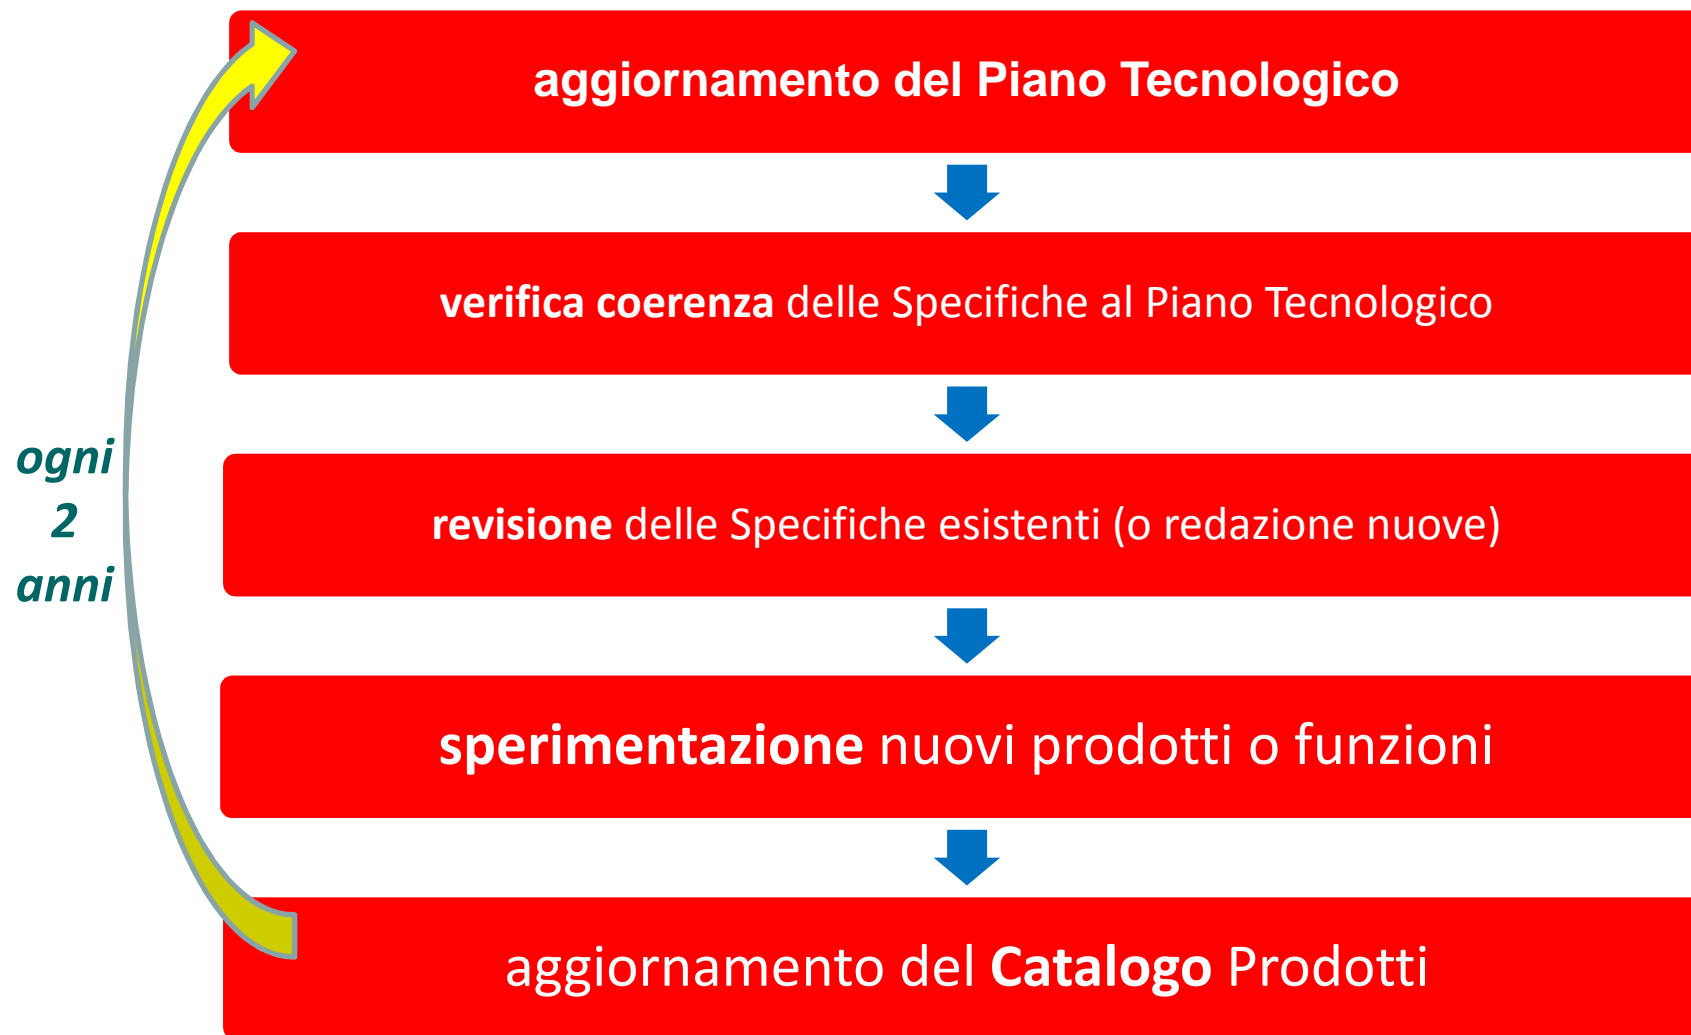 aggiornamento del Piano Tecnologico
verifica coerenza delle Specifiche al Piano Tecnologico
ogni
2
anni
revisione delle Specifiche esistenti (o redazione nuove)
sperimentazione nuovi prodotti o funzioni
aggiornamento del Catalogo Prodotti